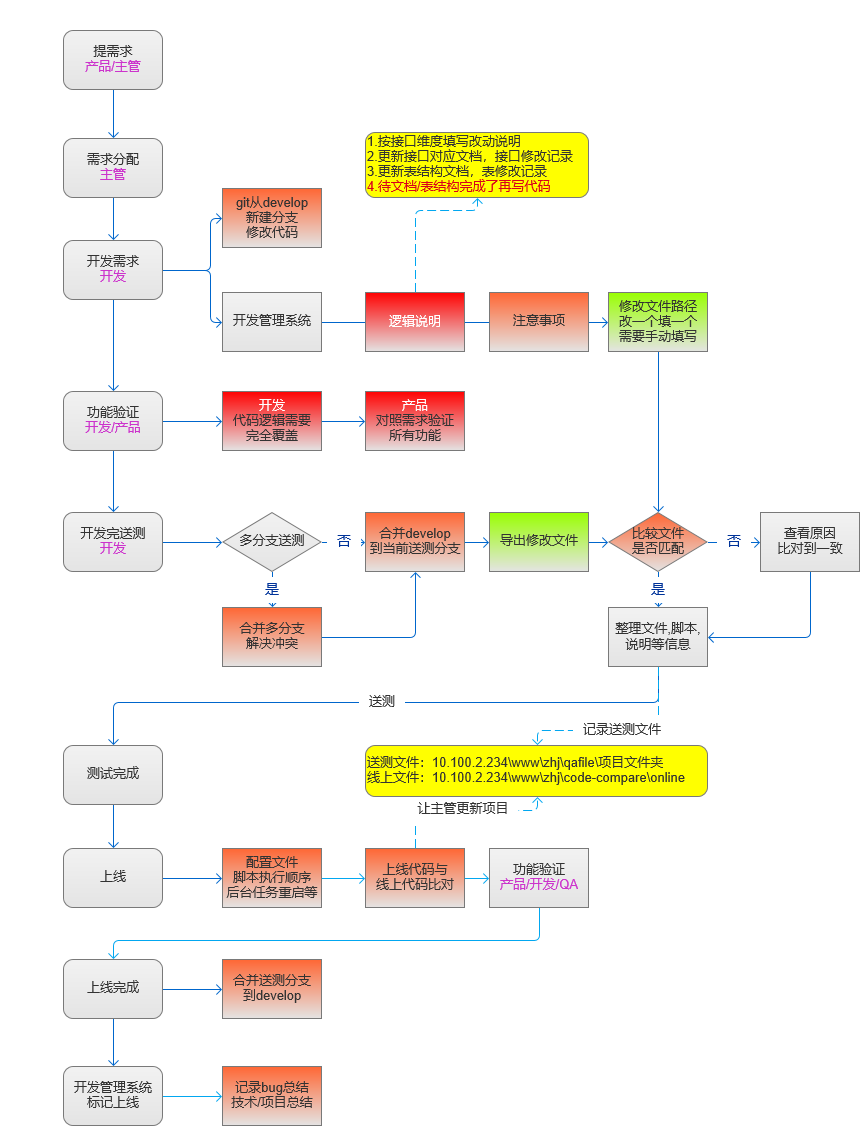 提需求
产品/主管
需求分配
主管
1.按接口维度填写改动说明
2.更新接口对应文档，接口修改记录
3.更新表结构文档，表修改记录
4.待文档/表结构完成了再写代码
git从develop
新建分支
修改代码
开发需求
开发
开发管理系统
逻辑说明
注意事项
修改文件路径
改一个填一个
需要手动填写
功能验证
开发/产品
开发
代码逻辑需要
完全覆盖
产品
对照需求验证
所有功能
开发完送测
开发
多分支送测
否
合并develop
到当前送测分支
导出修改文件
比较文件
是否匹配
否
查看原因
比对到一致
是
是
合并多分支
解决冲突
整理文件,脚本,
说明等信息
送测
记录送测文件
测试完成
送测文件：10.100.2.234\www\zhj\qafile\项目文件夹
线上文件：10.100.2.234\www\zhj\code-compare\online
让主管更新项目
上线
配置文件
脚本执行顺序
后台任务重启等
上线代码与
线上代码比对
功能验证
产品/开发/QA
上线完成
合并送测分支
到develop
开发管理系统
标记上线
记录bug总结
技术/项目总结